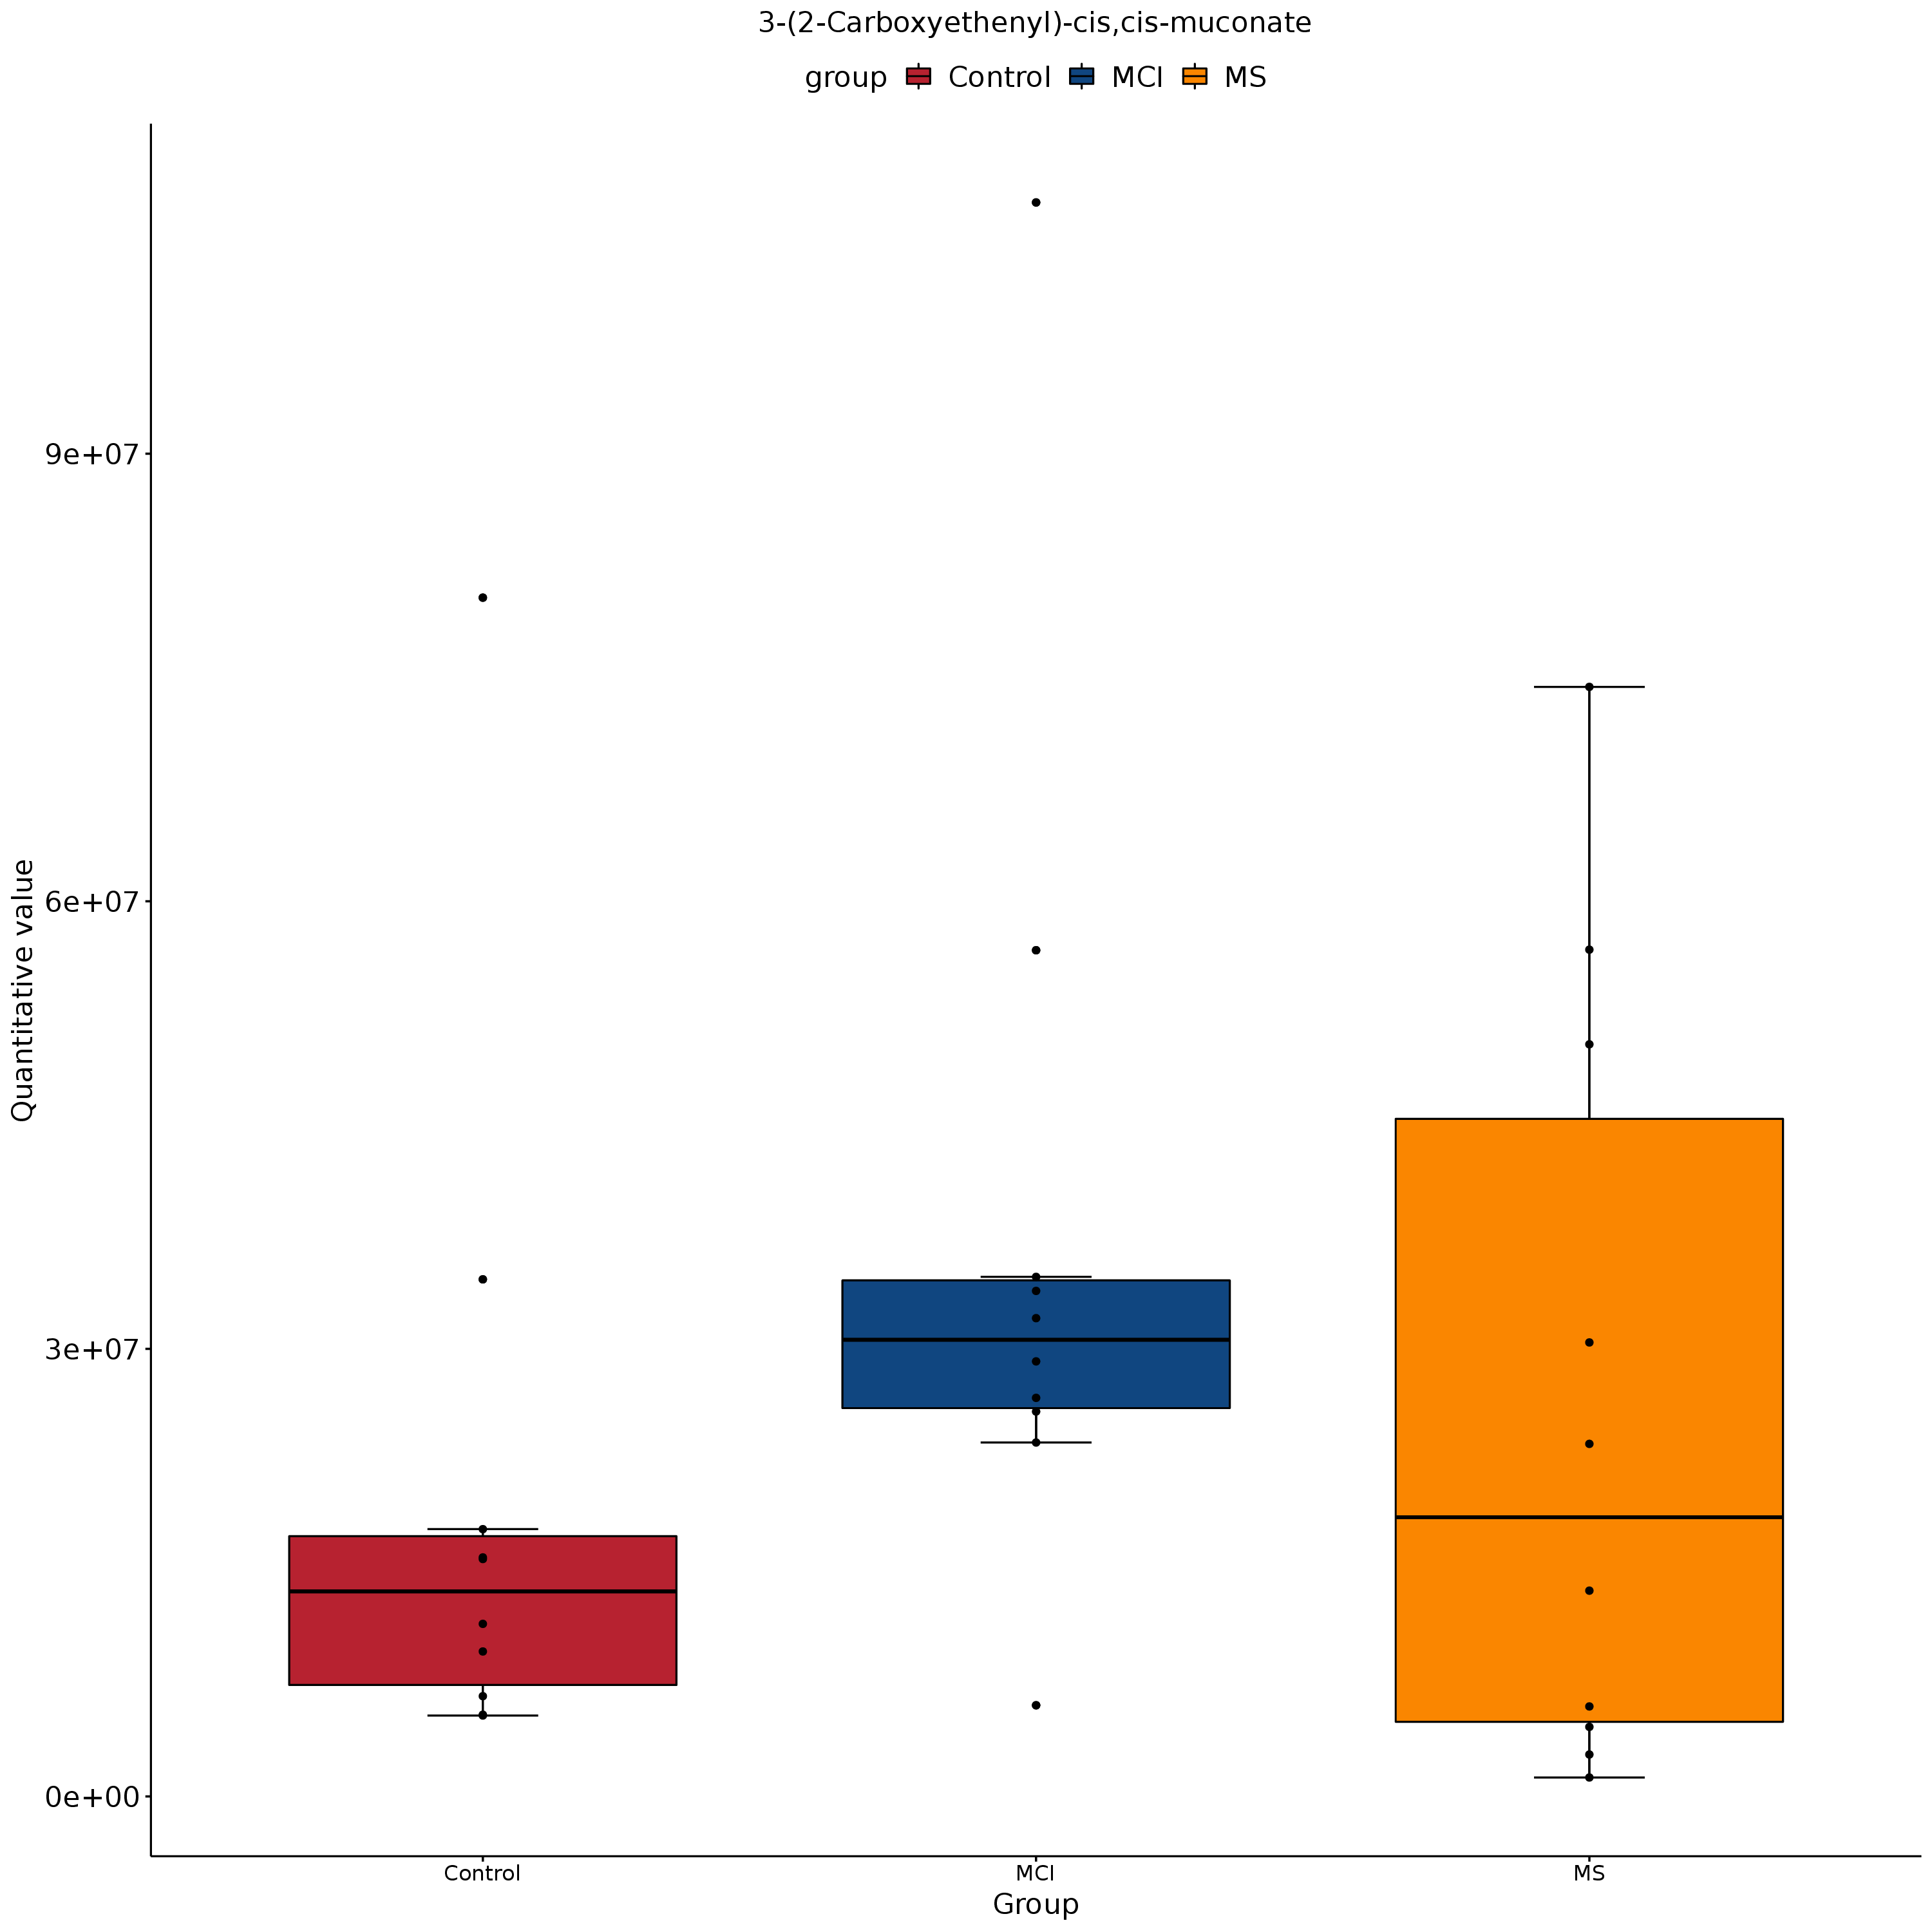 3-(2-Carboxyethenyl)-cis,cis-muconate
group Control MCI MS
Quantitative value
9e+07
6e+07
3e+07
0e+00
Control MCI MS
Group